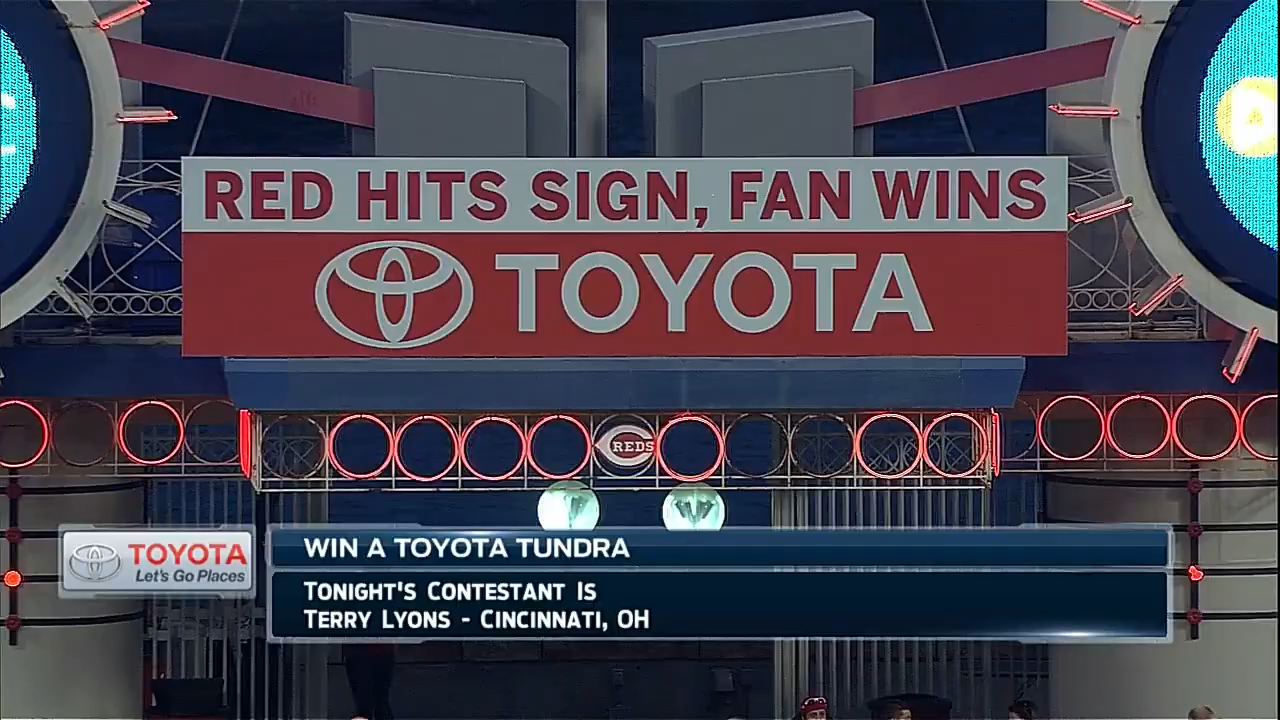 RED HITS SIGN, FAN WINS
TOYOTA
REDS
TOYOTA
Let's Go Places
WIN A TOYOTA TUNDRA
TONIGHT'S CONTESTANT IS
TERRY LYONS - CINCINNATI, OH